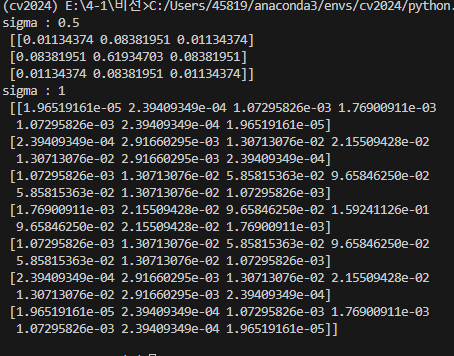 (cv2024) E:\4-1\비선>C:/Users/45819/anaconda3/envs/cv2024/python.
sigma : 0.5
[[0.01134374 0.08381951 0.01134374]
[0.08381951 0.61934703 0.08381951]
[0.01134374 0.08381951 0.01134374]]
sigma : 1
[[1.96519161e-05 2.39409349e-04 1.07295826e-03 1.76900911e-03
1.07295826e-03 2.39409349e-04 1.96519161e-05]
[2.39409349e-04 2.91660295e-03 1.30713076e-02 2.15509428e-02
1.30713076e-02 2.91660295e-03 2.39409349e-04]
[1.07295826e-03 1.30713076e-02 5.85815363e-02 9.65846250e-02
5.85815363e-02 1.30713076e-02 1.07295826e-03]
[1.76900911e-03 2.15509428e-02 9.65846250e-02 1.59241126e-01
9.65846250e-02 2.15509428e-02 1.76900911e-03]
[1.07295826e-03 1.30713076e-02 5.85815363e-02 9.65846250e-02
5.85815363e-02 1.30713076e-02 1.07295826e-03]
[2.39409349e-04 2.91660295e-03 1.30713076e-02 2.15509428e-02
1.30713076e-02 2.91660295e-03 2.39409349e-04]
[1.96519161e-05 2.39409349e-04 1.07295826e-03 1.76900911e-03
1.07295826e-03 2.39409349e-04 1.96519161e-05]]